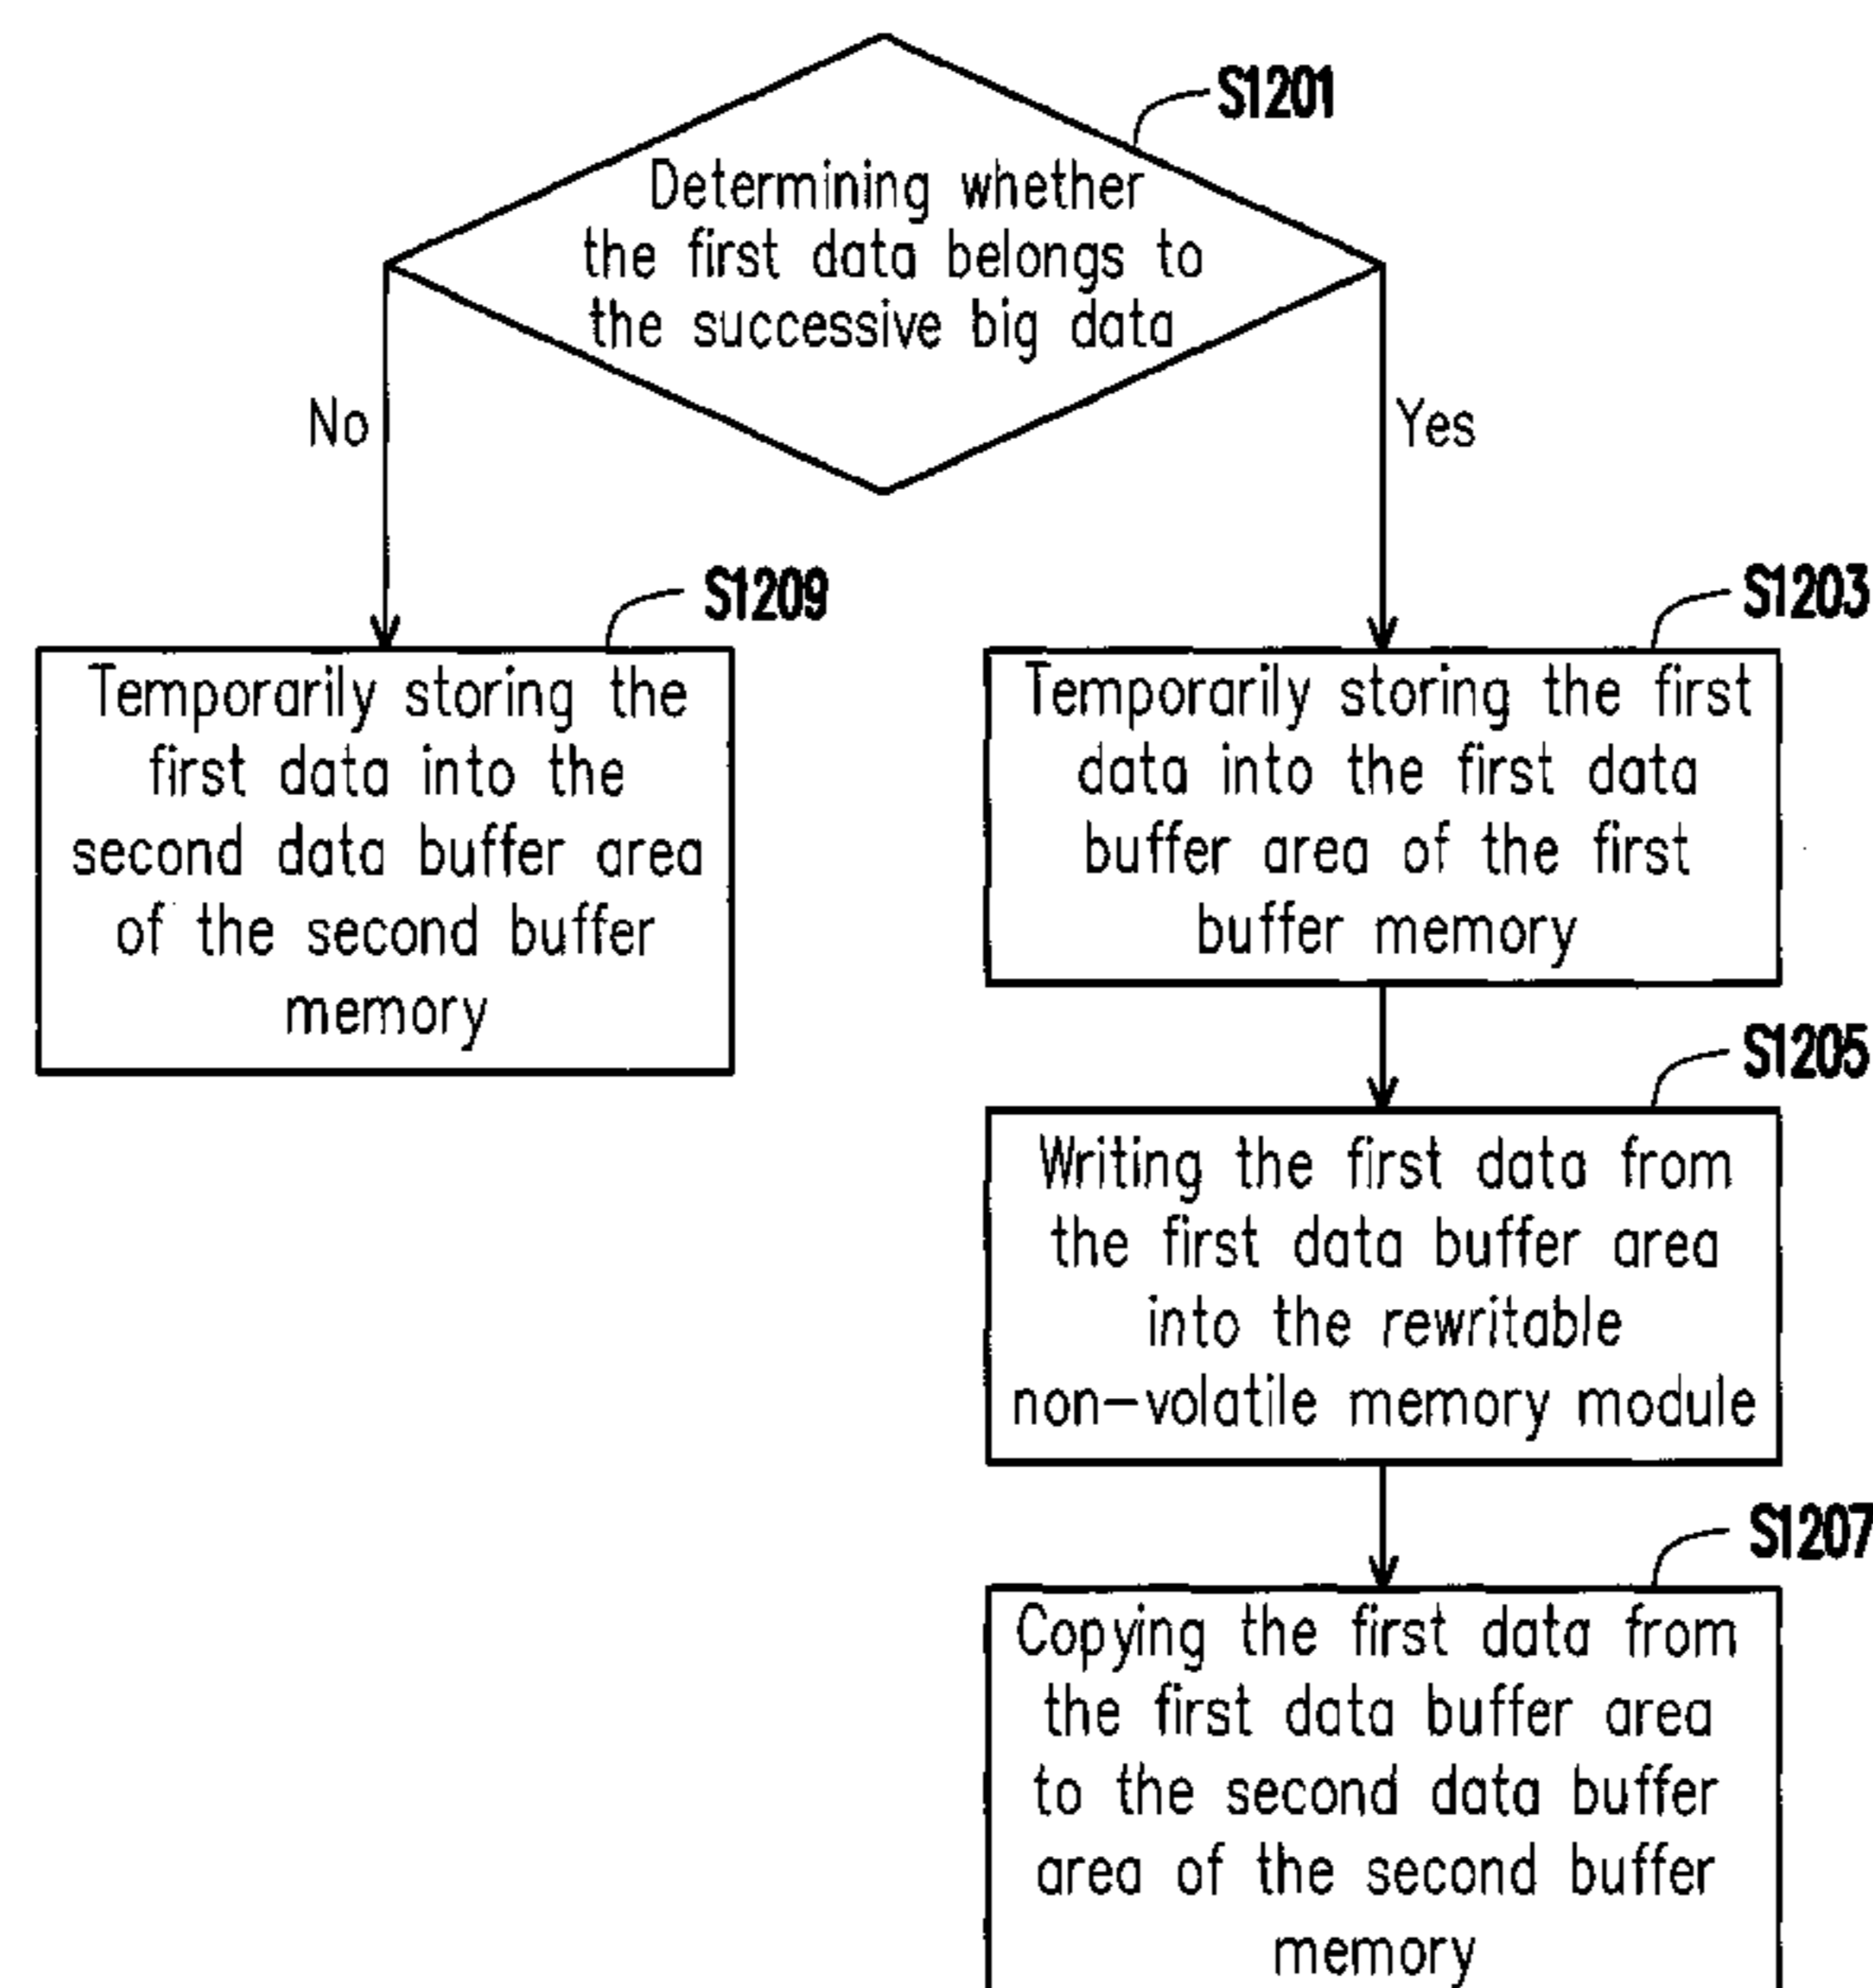 S1201
Determining whether
the first data belongs to
the successive big data
No
Yes
S1209
Temporarily storing the
first data into the
second data buffer area
of the second buffer
memory
S1203
Temporarily storing the first
data into the first data
buffer area of the first
buffer memory
S1205
Writing the first data from
the first data buffer area
into the rewritable
non-volatile memory module
S1207
Copying the first data from
the first data buffer area
to the second data buffer
area of the second buffer
memory